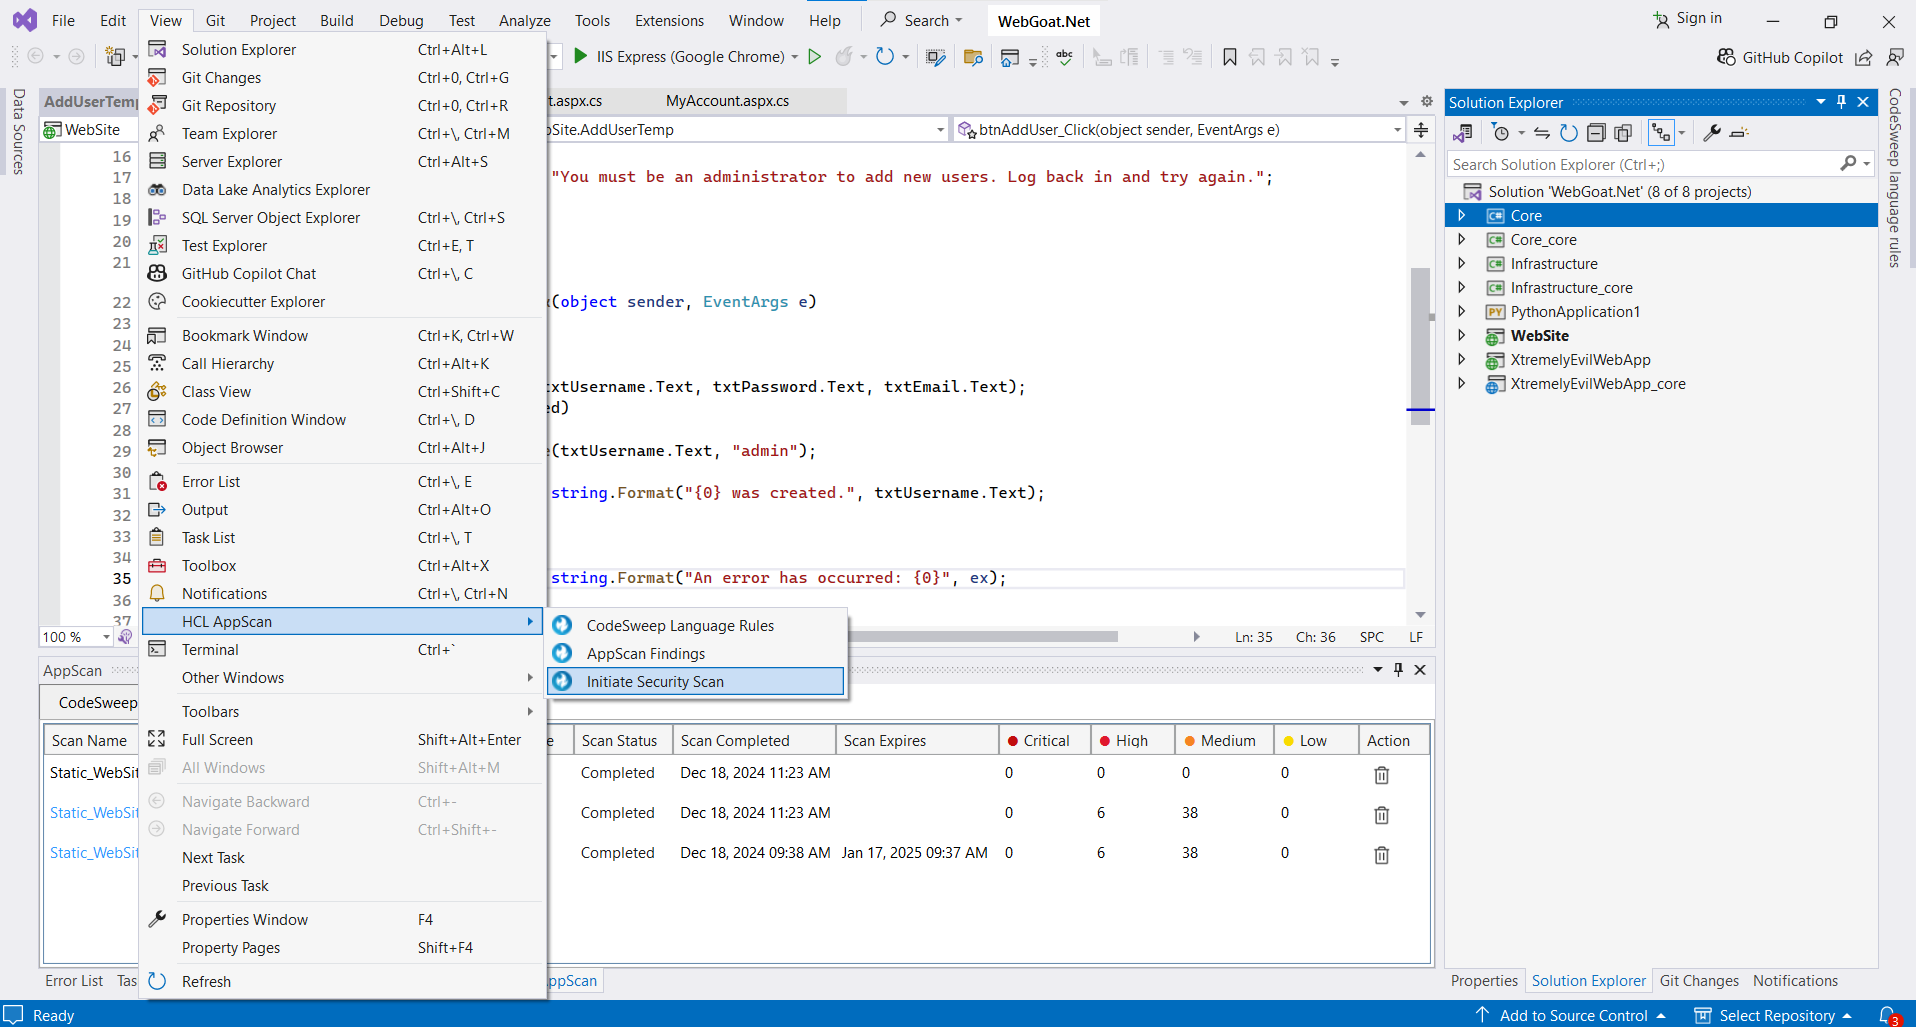 File Edit View Git Project Build Debug Test Analyze Tools Extensions Window Help Search WebGoat.Net Sign in
IIS Express (Google Chrome) abc GitHub Copilot
Data Sources
WebSite
16
17
18
19
20
21
22
23
24
25
26
27
28
29
30
31
32
33
34
35
36
37
100 %
AppScan
CodeSweep
Solution Explorer Ctrl+Alt+L
Git Changes Ctrl+0, Ctrl+G
Git Repository Ctrl+0, Ctrl+R
Team Explorer Ctrl+\, Ctrl+M
Server Explorer Ctrl+Alt+S
Data Lake Analytics Explorer
SQL Server Object Explorer Ctrl+\, Ctrl+S
Test Explorer Ctrl+E, T
GitHub Copilot Chat Ctrl+\, C
Cookiecutter Explorer
Bookmark Window Ctrl+K, Ctrl+W
Call Hierarchy Ctrl+Alt+K
Class View Ctrl+Shift+C
Code Definition Window Ctrl+\, D
Object Browser Ctrl+Alt+J
Error List Ctrl+\, E
Output Ctrl+Alt+O
Task List Ctrl+\, T
Toolbox Ctrl+Alt+X
Notifications Ctrl+\, Ctrl+N
HCL AppScan
Terminal Ctrl+`
Other Windows
Toolbars
Full Screen Shift+Alt+Enter
All Windows Shift+Alt+M
Navigate Backward Ctrl+-
Navigate Forward Ctrl+Shift+-
Next Task
Previous Task
Properties Window F4
Property Pages Shift+F4
Refresh
CodeSweep Language Rules
AppScan Findings
Initiate Security Scan
t.aspx.cs MyAccount.aspx.cs
Site.AddUserTemp btnAddUser_Click(object sender, EventArgs e)
"You must be an administrator to add new users. Log back in and try again.";
(object sender, EventArgs e)
txtUsername.Text, txtPassword.Text, txtEmail.Text);
ed)
e(txtUsername.Text, "admin");
string.Format("{0} was created.", txtUsername.Text);
string.Format("An error has occurred: {0}", ex);
Ln: 35 Ch: 36 SPC LF
Scan Name e Scan Status Scan Completed Scan Expires Critical High Medium Low Action
Static_WebSit Completed Dec 18, 2024 11:23 AM 0 0 0 0
Static_WebSit Completed Dec 18, 2024 11:23 AM 0 6 38 0
Static_WebSit Completed Dec 18, 2024 09:38 AM Jan 17, 2025 09:37 AM 0 6 38 0
Error List Tas ppScan
Solution Explorer
Search Solution Explorer (Ctrl+;)
Solution 'WebGoat.Net' (8 of 8 projects)
C# Core
C# Core_core
C# Infrastructure
C# Infrastructure_core
PY PythonApplication1
WebSite
XtremelyEvilWebApp
XtremelyEvilWebApp_core
CodeSweep language rules
Properties Solution Explorer Git Changes Notifications
Ready Add to Source Control Select Repository 3